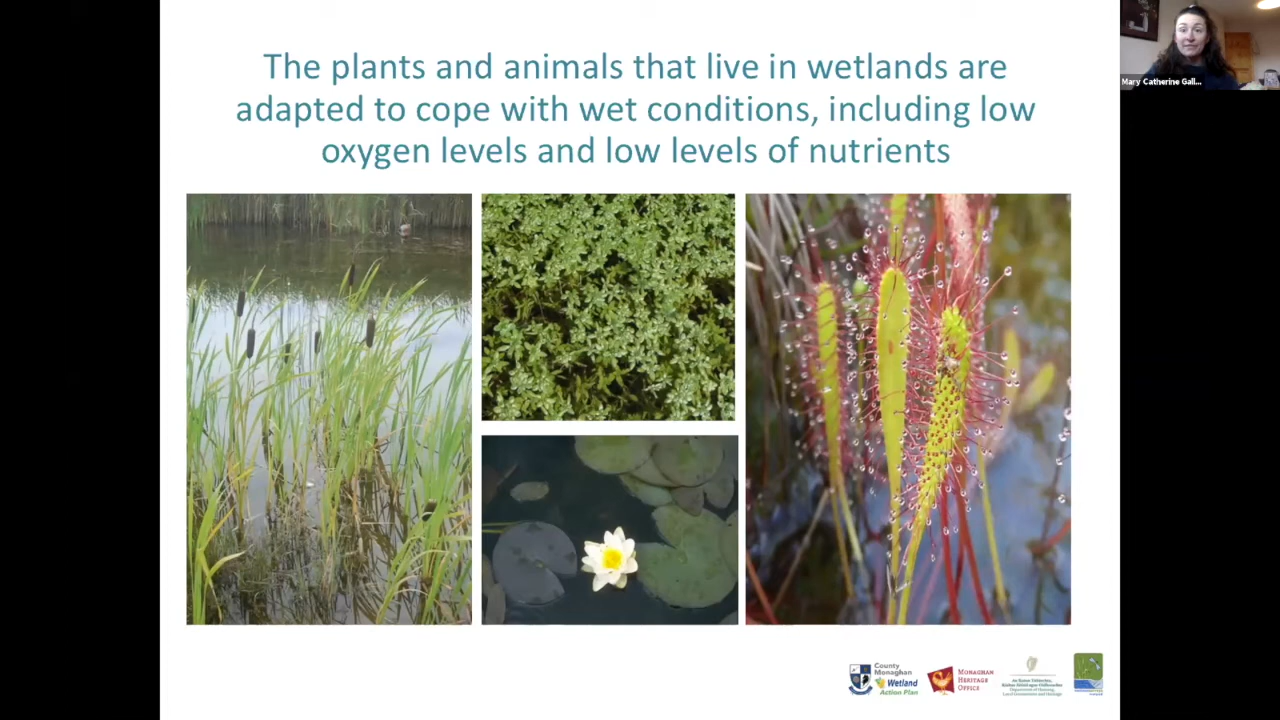 The plants and animals that live in wetlands are
adapted to cope with wet conditions, including low
oxygen levels and low levels of nutrients
Mary Catherine Gall...
County
Monaghan
Wetland
Action Plan
MONAGHAN
HERITAGE
OFFICE